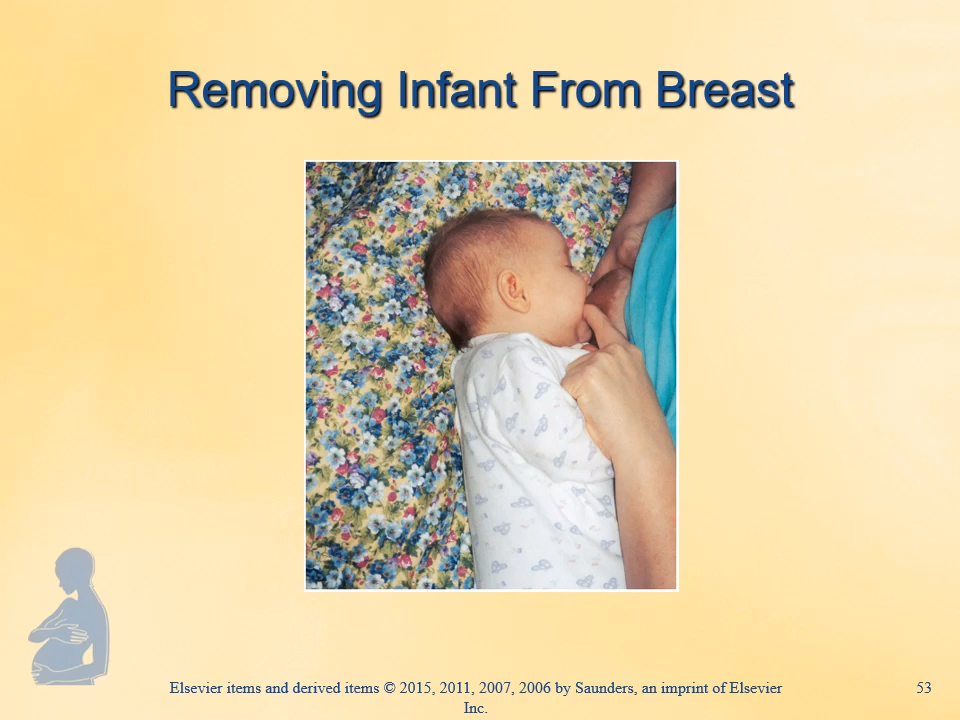 Removing Infant From Breast
Elsevier items and derived items © 2015, 2011, 2007, 2006 by Saunders, an imprint of Elsevier
Inc.
53